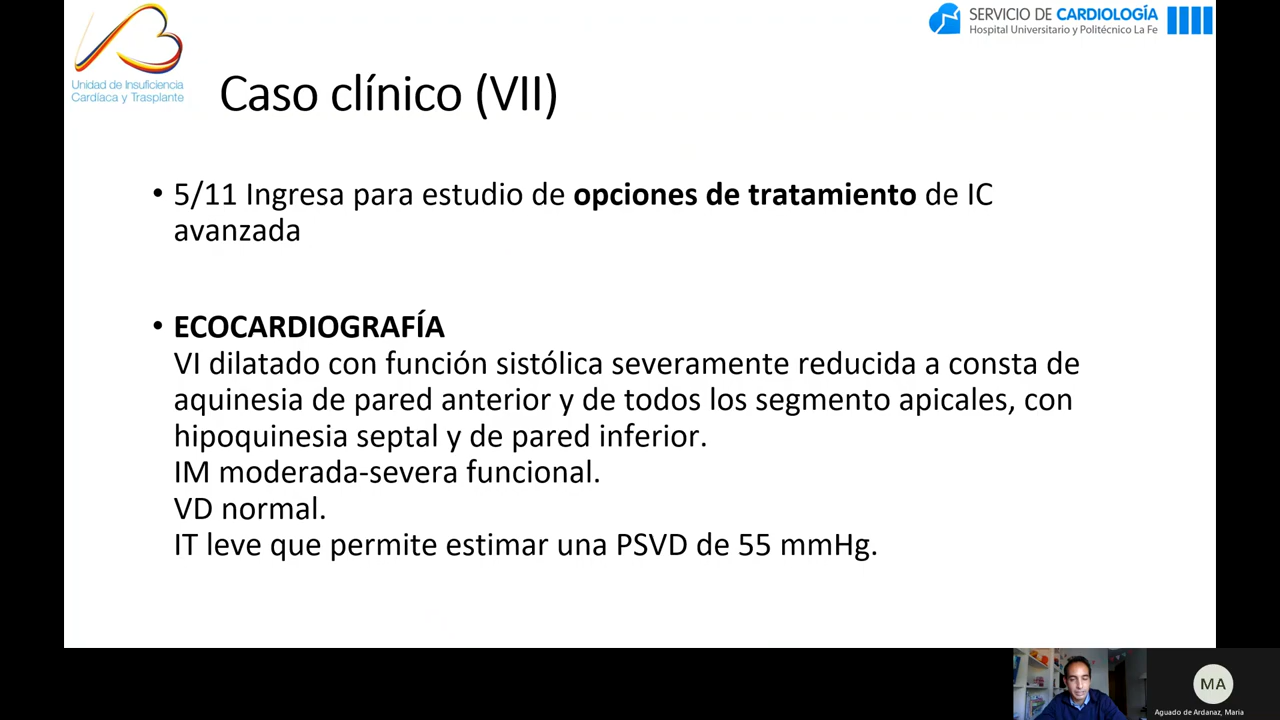 Unidad de Insuficiencia
Cardíaca y Trasplante
SERVICIO DE CARDIOLOGÍA
Hospital Universitario y Politécnico La Fe
Caso clínico (VII)
• 5/11 Ingresa para estudio de opciones de tratamiento de IC
avanzada
• ECOCARDIOGRAFÍA
VI dilatado con función sistólica severamente reducida a consta de
aquinesia de pared anterior y de todos los segmento apicales, con
hipoquinesia septal y de pared inferior.
IM moderada-severa funcional.
VD normal.
IT leve que permite estimar una PSVD de 55 mmHg.
MA
Aguado de Ardanaz, Maria